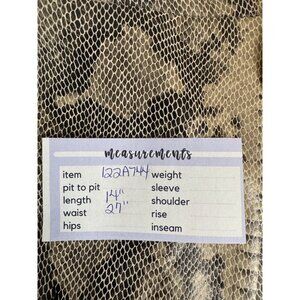 measurements
item 122A744 weight
pit to pit sleeve
length 14" shoulder
waist 27" rise
hips inseam